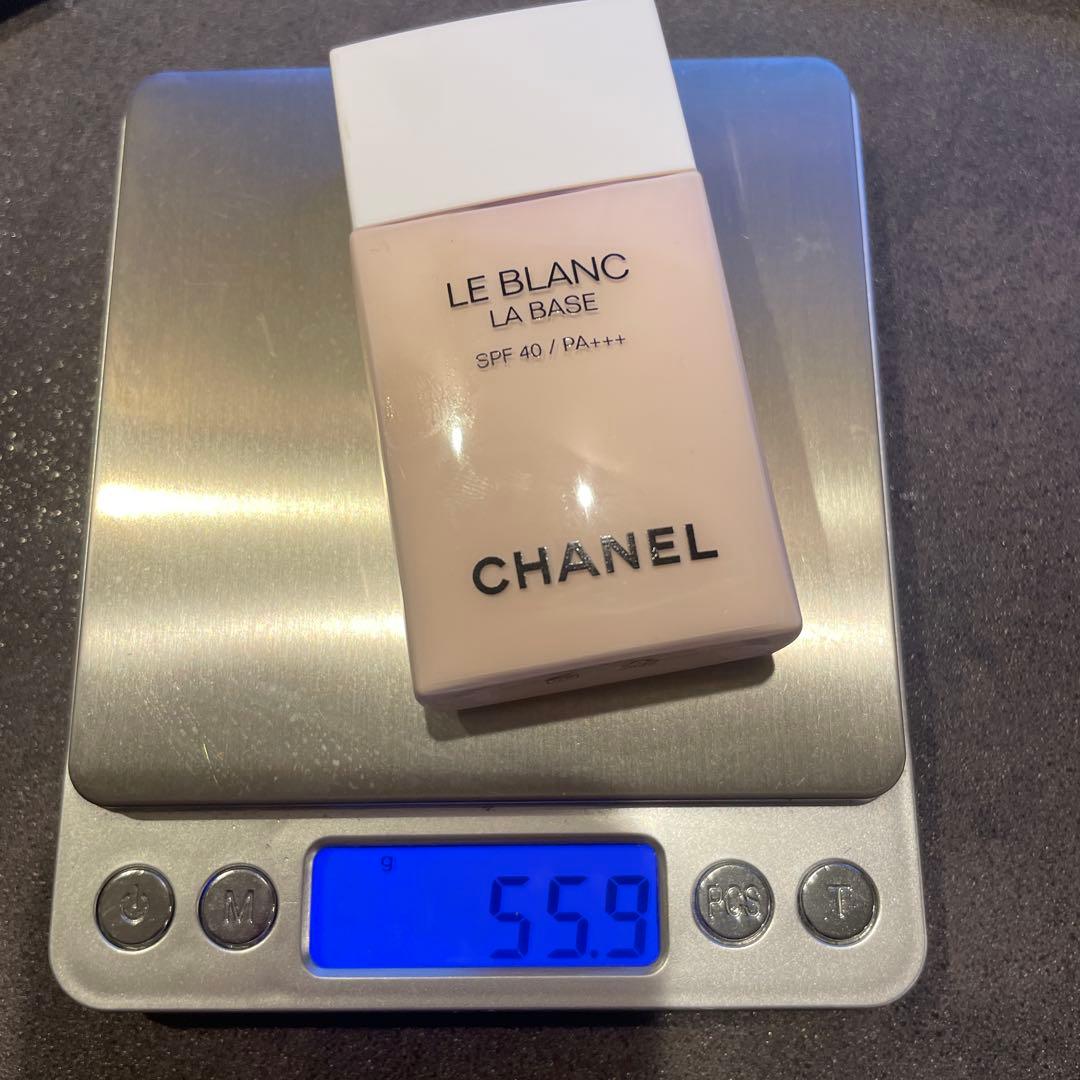 LE BLANC
LA BASE
SPF 40 / PA+++
CHANEL
g
55.9
M
PCS
T